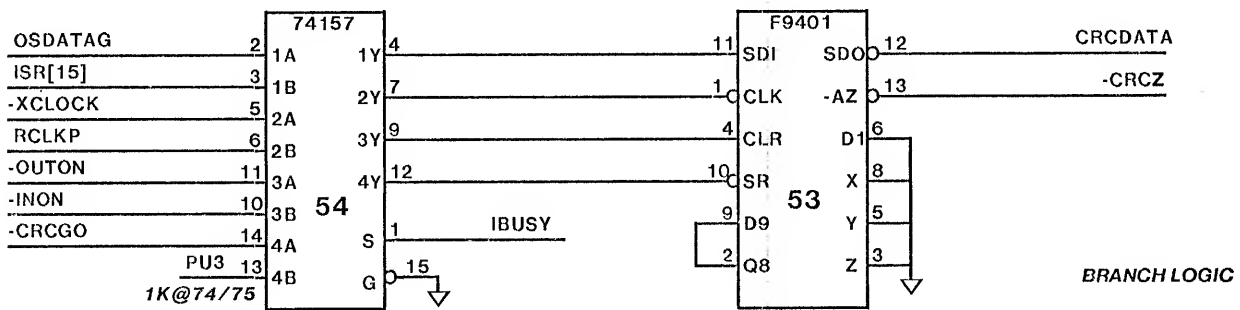 74157 F9401
OSDATAG 2 1A 1Y 4 11 SDI SDO 12 CRCDATA
ISR[15] 3 1B 2Y 7 1 CLK -AZ 13 -CRCZ
-XCLOCK 5 2A
RCLKP 6 2B 3Y 9 4 CLR D1 6
-OUTON 11 3A 4Y 12 10 SR X 8
-INON 10 3B 54 53
-CRCGO 14 4A S 1 IBUSY 9 D9 Y 5
PU3 13 4B G 15 2 Q8 Z 3 BRANCH LOGIC
1K@74/75